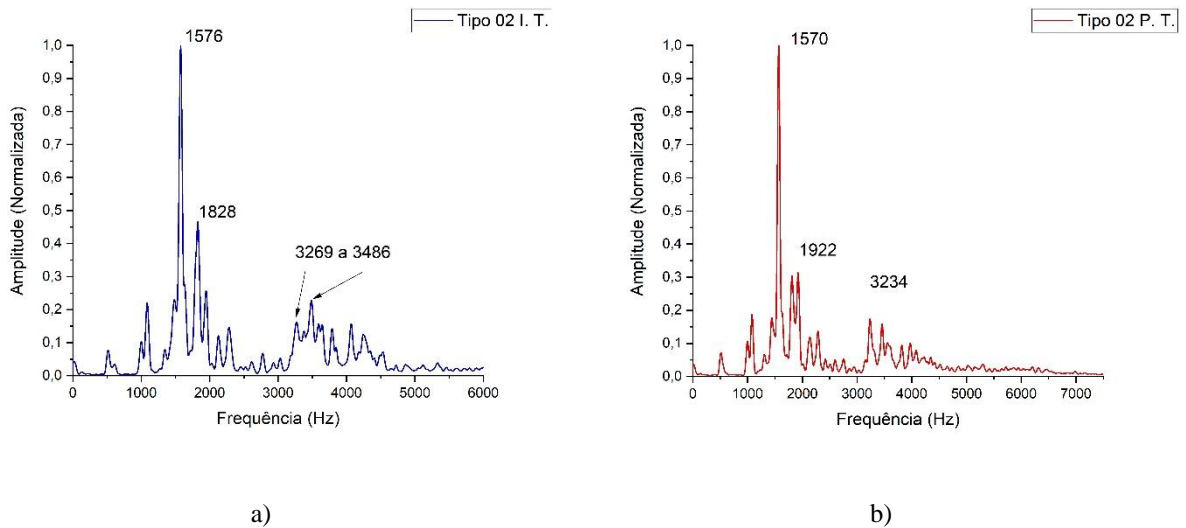 Tipo 02 I. T.
1576
1828
3269 a 3486
1,0
0,9
0,8
0,7
0,6
0,5
0,4
0,3
0,2
0,1
0,0
Amplitude (Normalizada)
0 1000 2000 3000 4000 5000 6000
Frequência (Hz)
a)
Tipo 02 P. T.
1570
1922
3234
1,0
0,9
0,8
0,7
0,6
0,5
0,4
0,3
0,2
0,1
0,0
Amplitude (Normalizada)
0 1000 2000 3000 4000 5000 6000 7000
Frequência (Hz)
b)